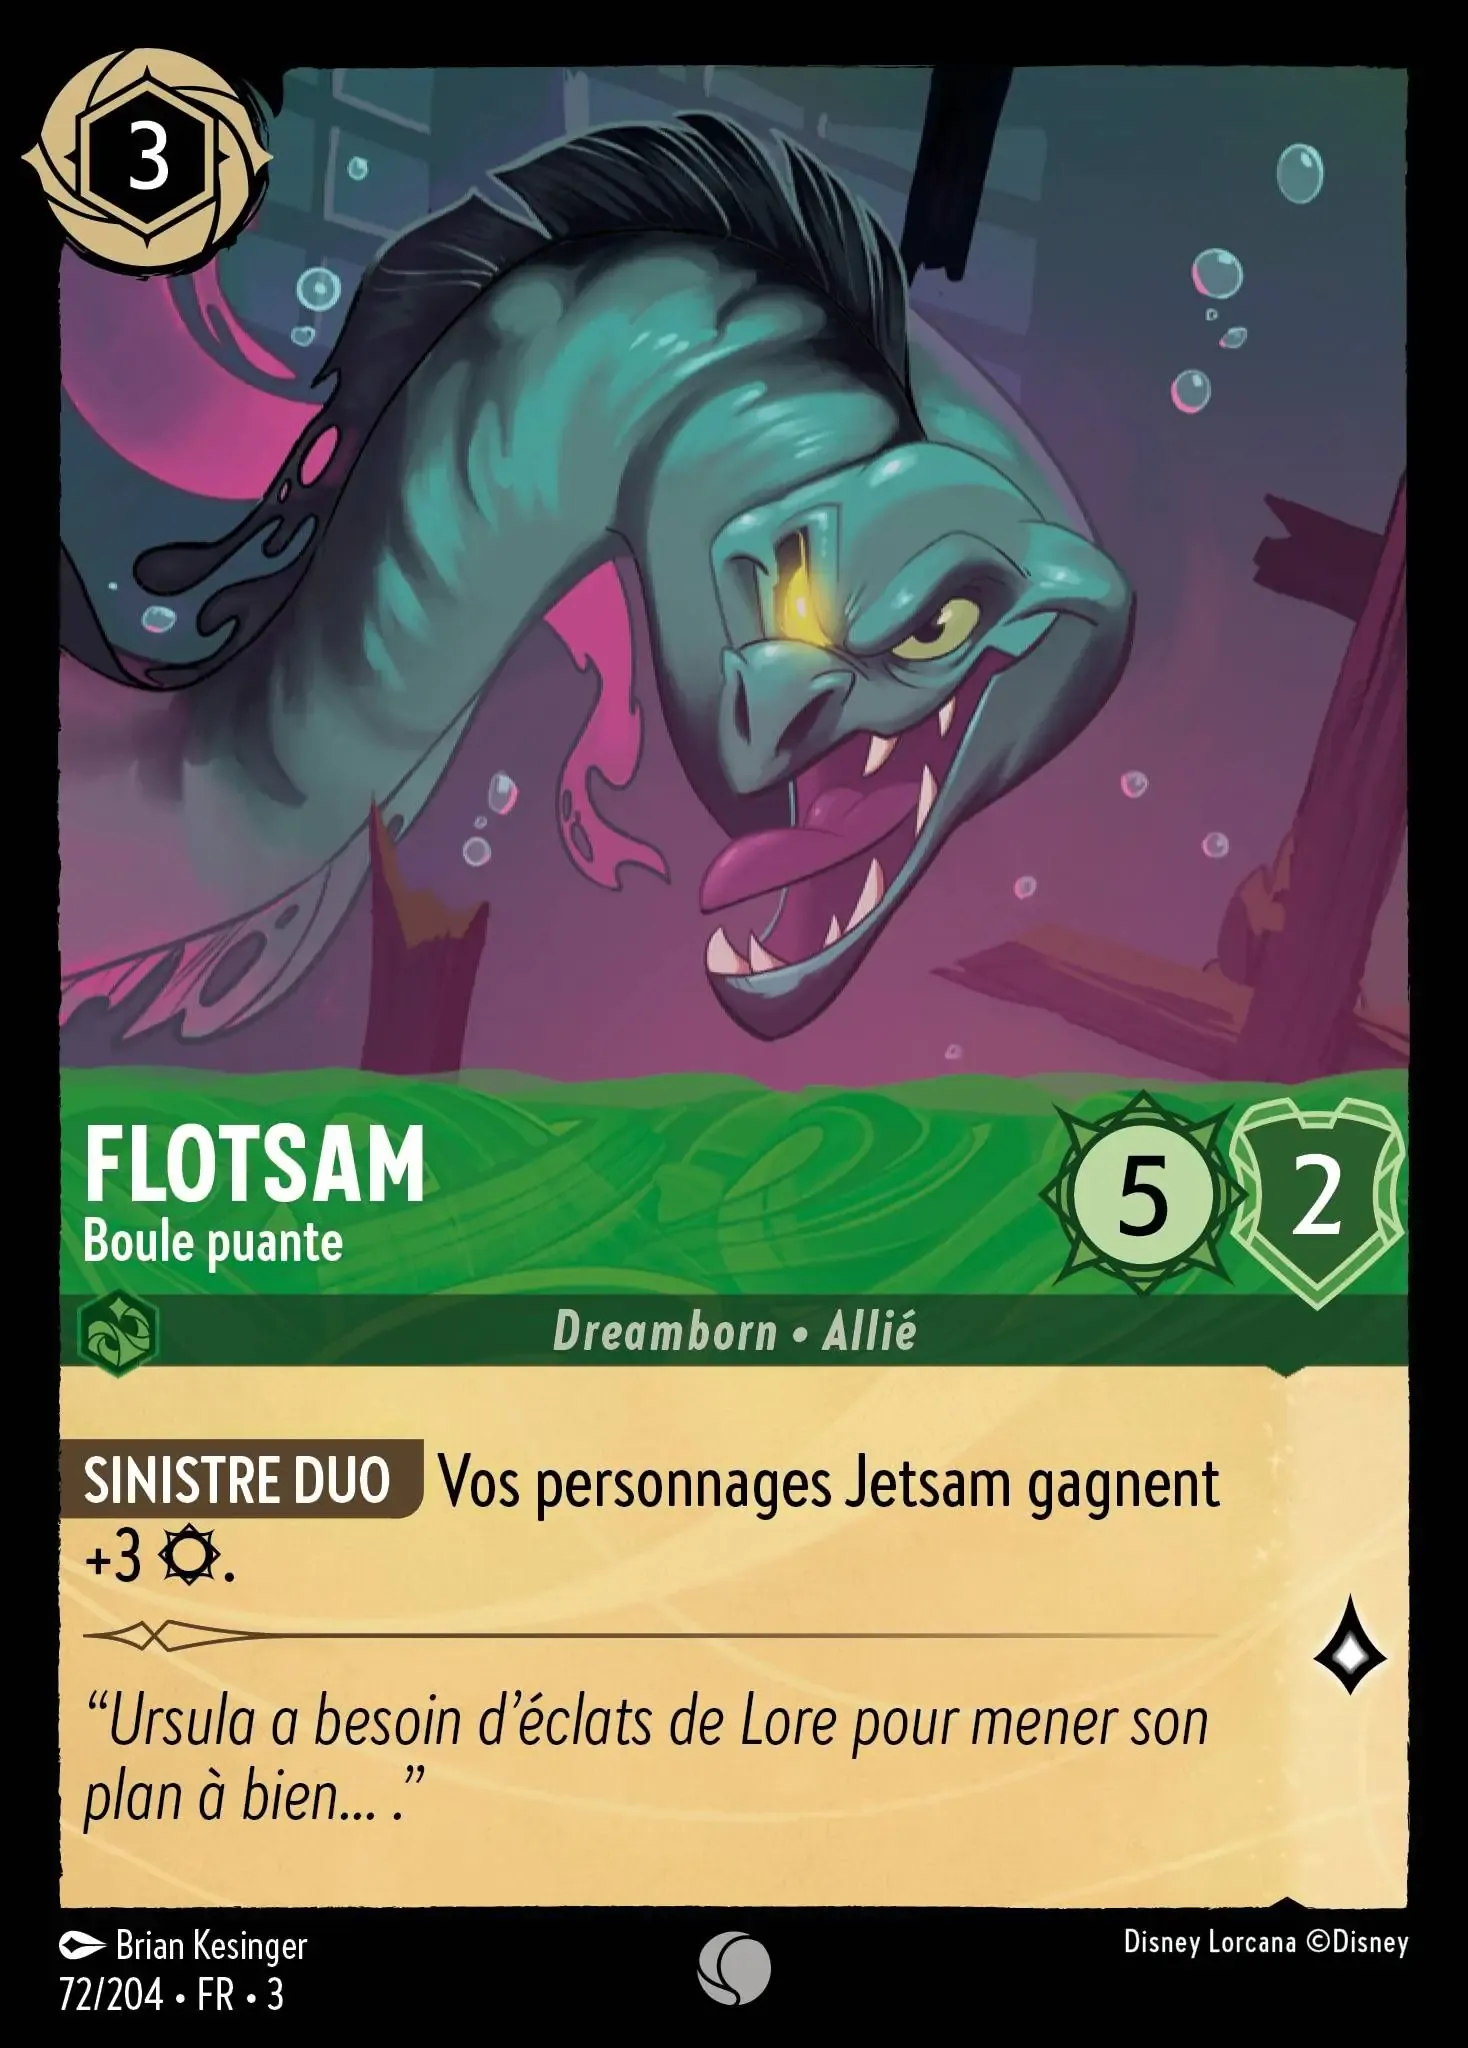 3
FLOTSAM
Boule puante
5
2
Dreamborn • Allié
SINISTRE DUO Vos personnages Jetsam gagnent
+3 .
“Ursula a besoin d’éclats de Lore pour mener son
plan à bien... .”
Brian Kesinger
Disney Lorcana ©Disney
72/204 • FR • 3